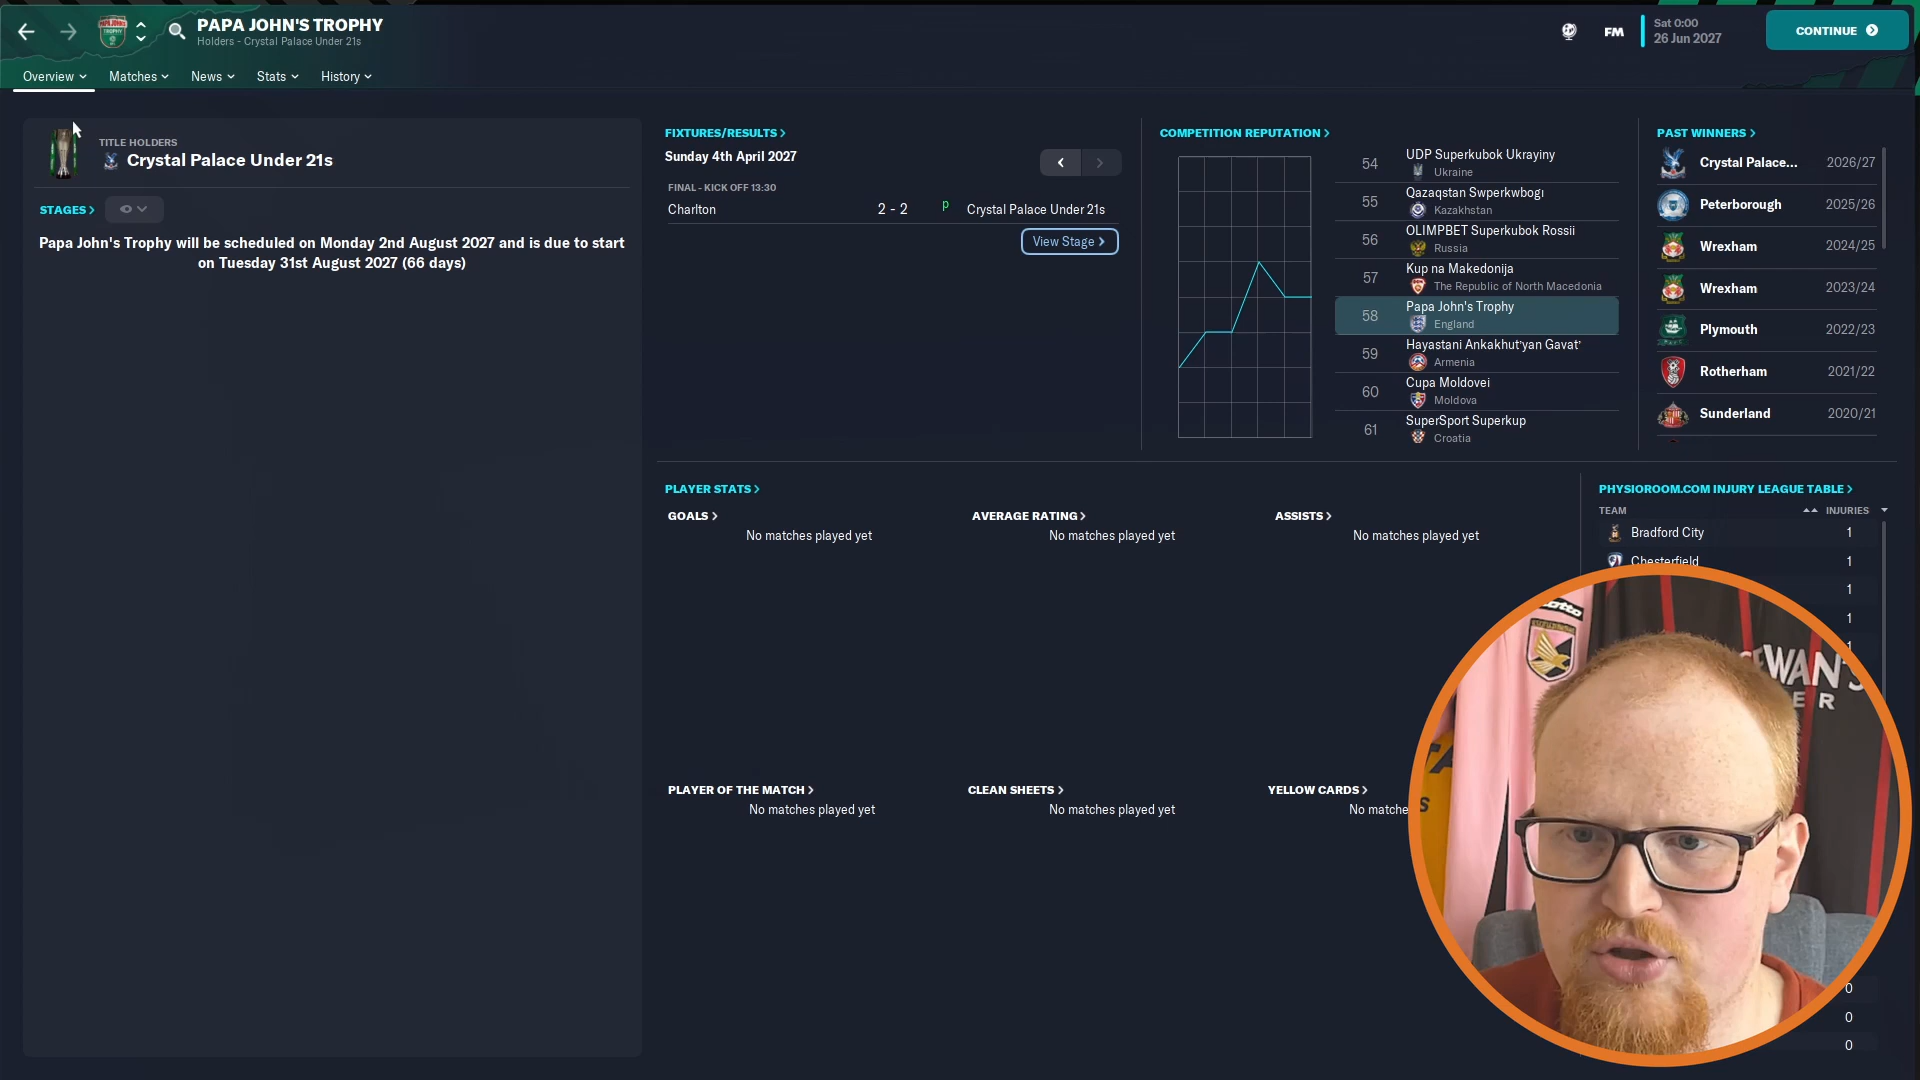 PAPA JOHN'S TROPHY
Holders - Crystal Palace Under 21s
FM
Sat 0:00
26 Jun 2027
CONTINUE
Overview
Matches
News
Stats
History
TITLE HOLDERS
Crystal Palace Under 21s
STAGES
Papa John's Trophy will be scheduled on Monday 2nd August 2027 and is due to start
on Tuesday 31st August 2027 (66 days)
FIXTURES/RESULTS
Sunday 4th April 2027
FINAL - KICK OFF 13:30
Charlton 2 - 2 p Crystal Palace Under 21s
View Stage
COMPETITION REPUTATION
54 UDP Superkubok Ukrayiny
Ukraine
55 Qazaqstan Swperkwbogı
Kazakhstan
56 OLIMPBET Superkubok Rossii
Russia
57 Kup na Makedonija
The Republic of North Macedonia
58 Papa John's Trophy
England
59 Hayastani Ankakhut'yan Gavat'
Armenia
60 Cupa Moldovei
Moldova
61 SuperSport Superkup
Croatia
PAST WINNERS
Crystal Palace... 2026/27
Peterborough 2025/26
Wrexham 2024/25
Wrexham 2023/24
Plymouth 2022/23
Rotherham 2021/22
Sunderland 2020/21
PLAYER STATS
GOALS
No matches played yet
AVERAGE RATING
No matches played yet
ASSISTS
No matches played yet
PLAYER OF THE MATCH
No matches played yet
CLEAN SHEETS
No matches played yet
YELLOW CARDS
No matche
PHYSIOROOM.COM INJURY LEAGUE TABLE
TEAM INJURIES
Bradford City 1
Chesterfield 1
1
1
1
0
0
0